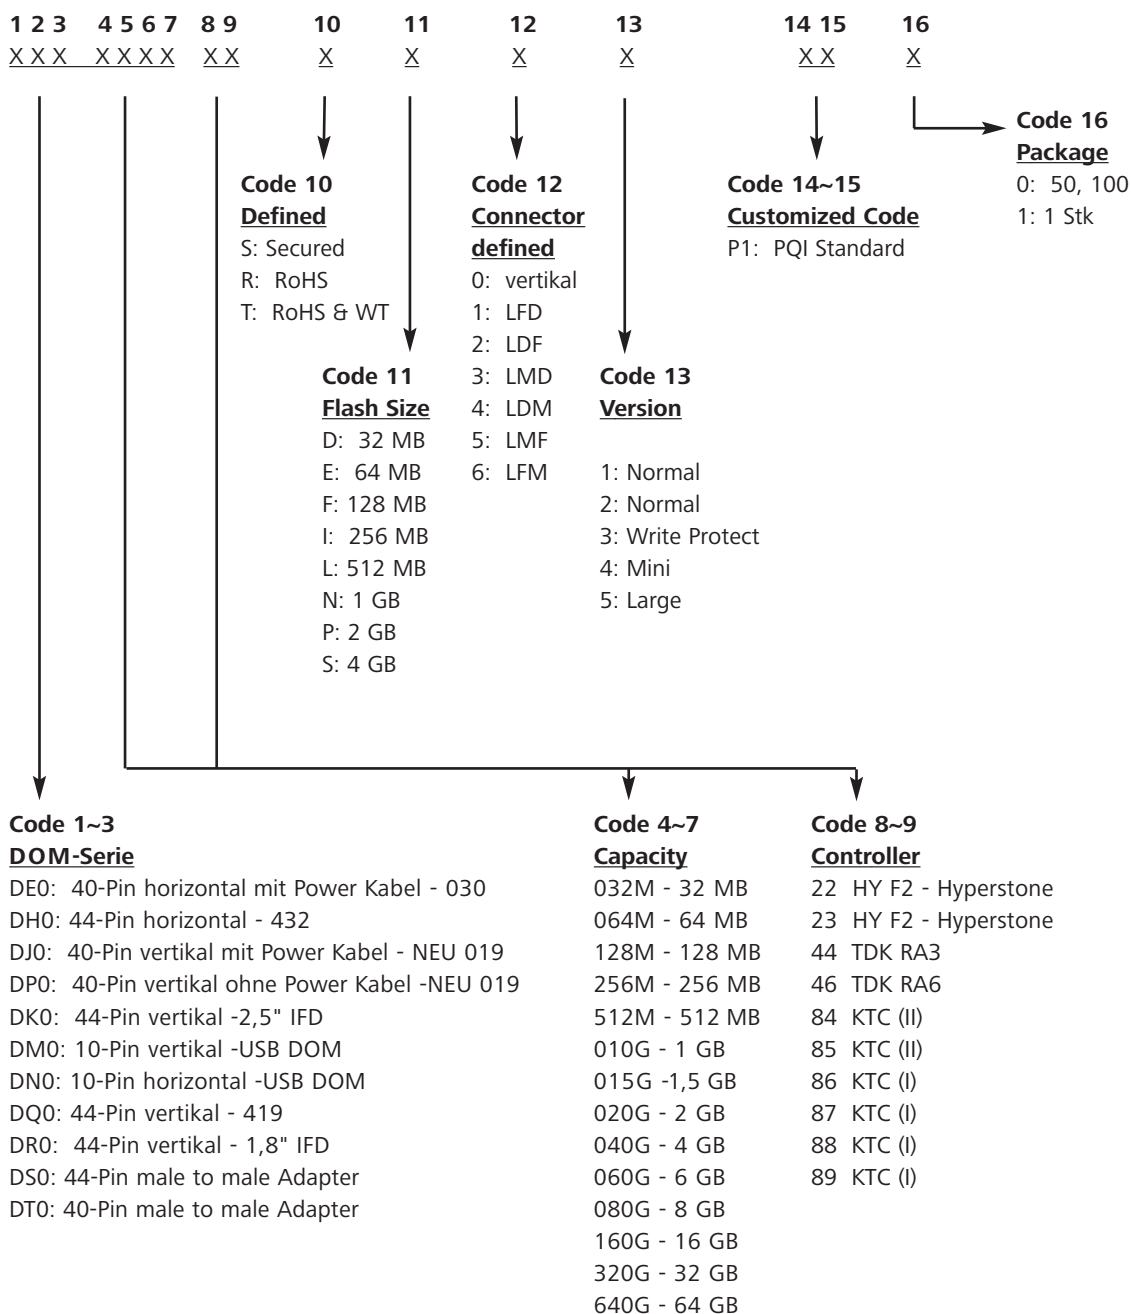 1 2 3 4 5 6 7 8 9 10 11 12 13 14 15 16
X X X X X X X X X X X X X X X X
Code 16
Package
0: 50, 100
1: 1 Stk
Code 10
Defined
S: Secured
R: RoHS
T: RoHS & WT
Code 12
Connector
defined
0: vertikal
1: LFD
2: LDF
3: LMD
4: LDM
5: LMF
6: LFM
Code 14~15
Customized Code
P1: PQI Standard
Code 11
Flash Size
D: 32 MB
E: 64 MB
F: 128 MB
I: 256 MB
L: 512 MB
N: 1 GB
P: 2 GB
S: 4 GB
Code 13
Version
1: Normal
2: Normal
3: Write Protect
4: Mini
5: Large
Code 1~3
DOM-Serie
DE0: 40-Pin horizontal mit Power Kabel - 030
DH0: 44-Pin horizontal - 432
DJ0: 40-Pin vertikal mit Power Kabel - NEU 019
DP0: 40-Pin vertikal ohne Power Kabel -NEU 019
DK0: 44-Pin vertikal -2,5" IFD
DM0: 10-Pin vertikal -USB DOM
DN0: 10-Pin horizontal -USB DOM
DQ0: 44-Pin vertikal - 419
DR0: 44-Pin vertikal - 1,8" IFD
DS0: 44-Pin male to male Adapter
DT0: 40-Pin male to male Adapter
Code 4~7
Capacity
032M - 32 MB
064M - 64 MB
128M - 128 MB
256M - 256 MB
512M - 512 MB
010G - 1 GB
015G -1,5 GB
020G - 2 GB
040G - 4 GB
060G - 6 GB
080G - 8 GB
160G - 16 GB
320G - 32 GB
640G - 64 GB
Code 8~9
Controller
22 HY F2 - Hyperstone
23 HY F2 - Hyperstone
44 TDK RA3
46 TDK RA6
84 KTC (II)
85 KTC (II)
86 KTC (I)
87 KTC (I)
88 KTC (I)
89 KTC (I)